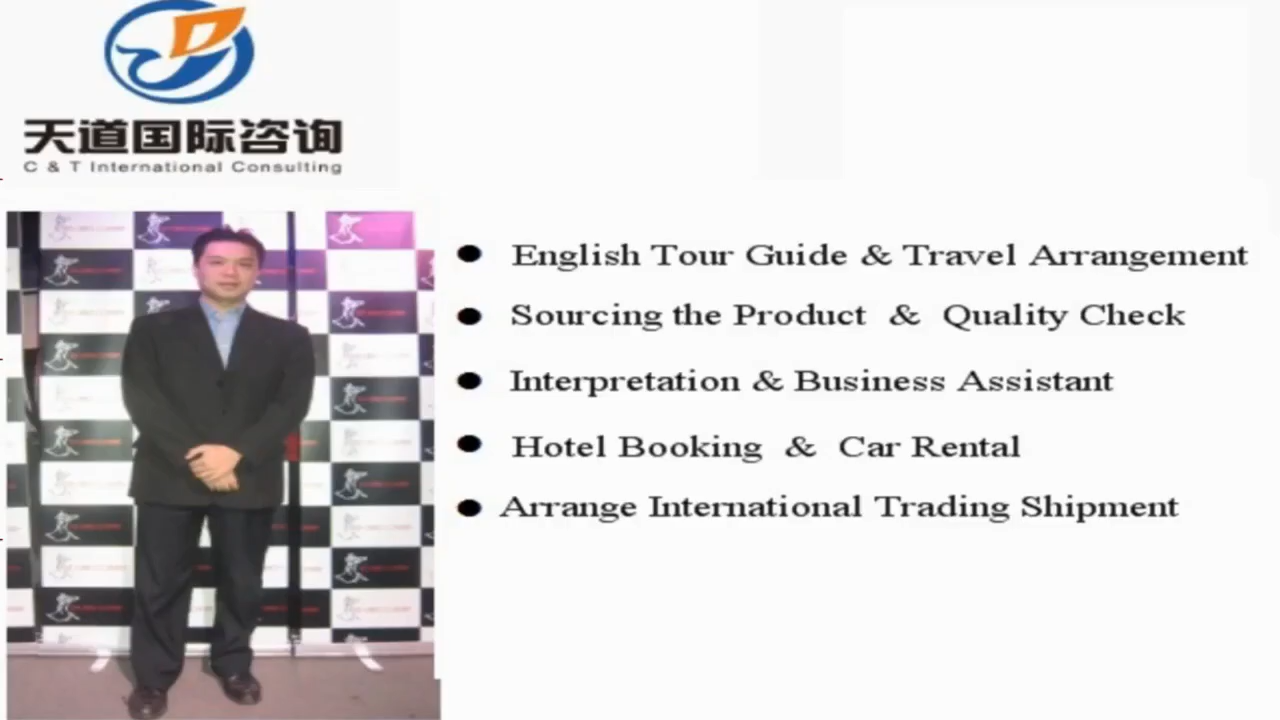 天道国际咨询
C & T International Consulting
● English Tour Guide & Travel Arrangement
● Sourcing the Product & Quality Check
● Interpretation & Business Assistant
● Hotel Booking & Car Rental
● Arrange International Trading Shipment